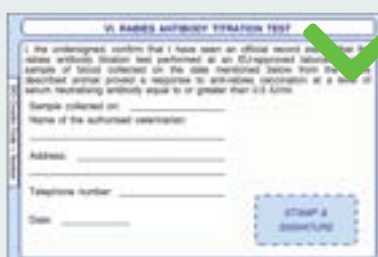 VI. RABIES ANTIBODY TITRATION TEST
I the undersigned, confirm that I have seen an official record
rabies antibody titration test performed at an EU-approved
sample of blood collected on the date mentioned below from the
described animal proved a response to anti-rabies vaccination at a level of
serum neutralising antibody equal to or greater than 0.5 IU/ml.
Sample collected on:
Name of the authorised veterinarian:
Address:
Telephone number:
Date:
STAMP &
SIGNATURE